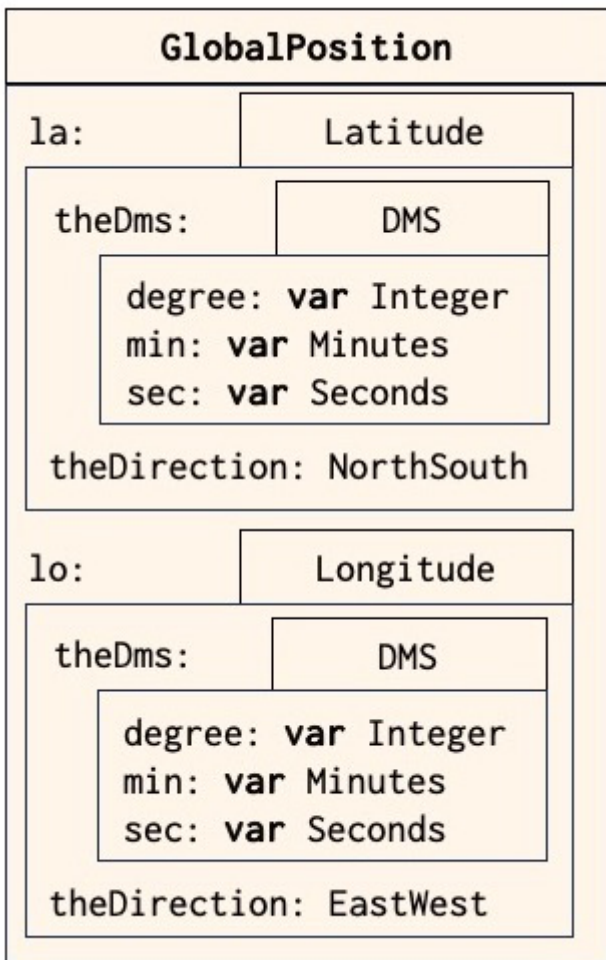 GlobalPosition
la: Latitude
theDms: DMS
degree: var Integer
min: var Minutes
sec: var Seconds
theDirection: NorthSouth
lo: Longitude
theDms: DMS
degree: var Integer
min: var Minutes
sec: var Seconds
theDirection: EastWest